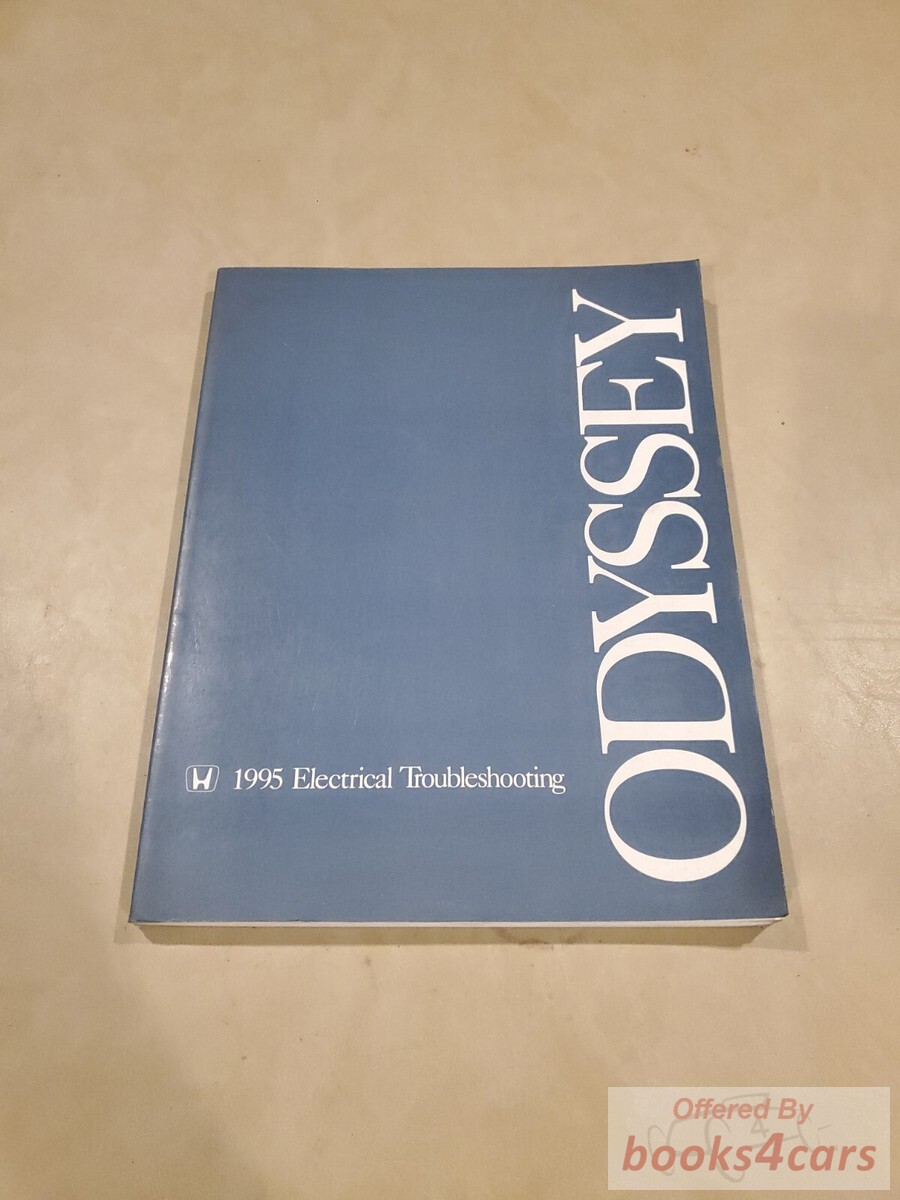 ODYSSEY
1995 Electrical Troubleshooting
Offered By
books4cars